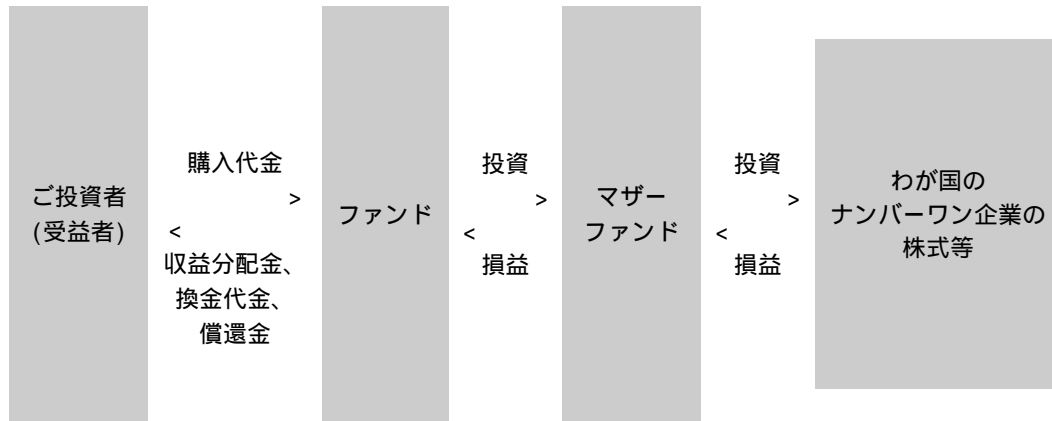 ご投資者
(受益者)
購入代金
>
<
収益分配金、
換金代金、
償還金
ファンド
投資
>
<
損益
マザー
ファンド
投資
>
<
損益
わが国の
ナンバーワン企業の
株式等